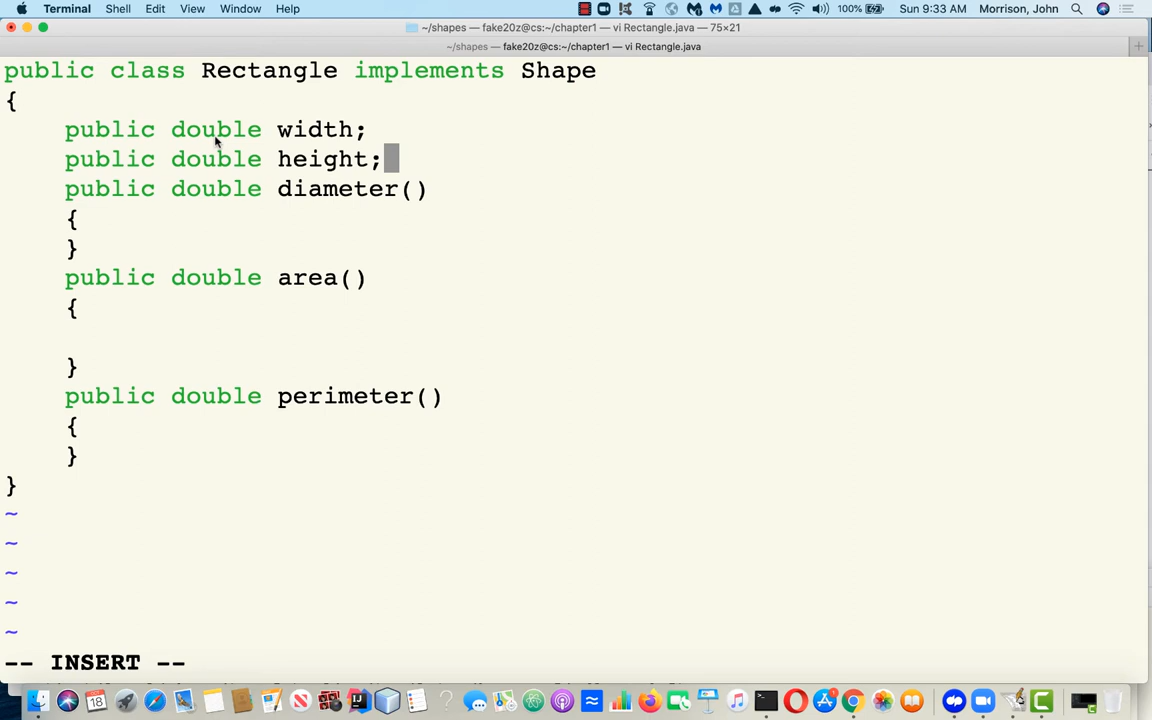 Terminal Shell Edit View Window Help 100% Sun 9:33 AM Morrison, John
~/shapes — fake20z@cs:~/chapter1 — vi Rectangle.java — 75×21
~/shapes — fake20z@cs:~/chapter1 — vi Rectangle.java
public class Rectangle implements Shape
{
public double width;
public double height;
public double diameter()
{
}
public double area()
{
}
public double perimeter()
{
}
}
~
~
~
~
~
-- INSERT --